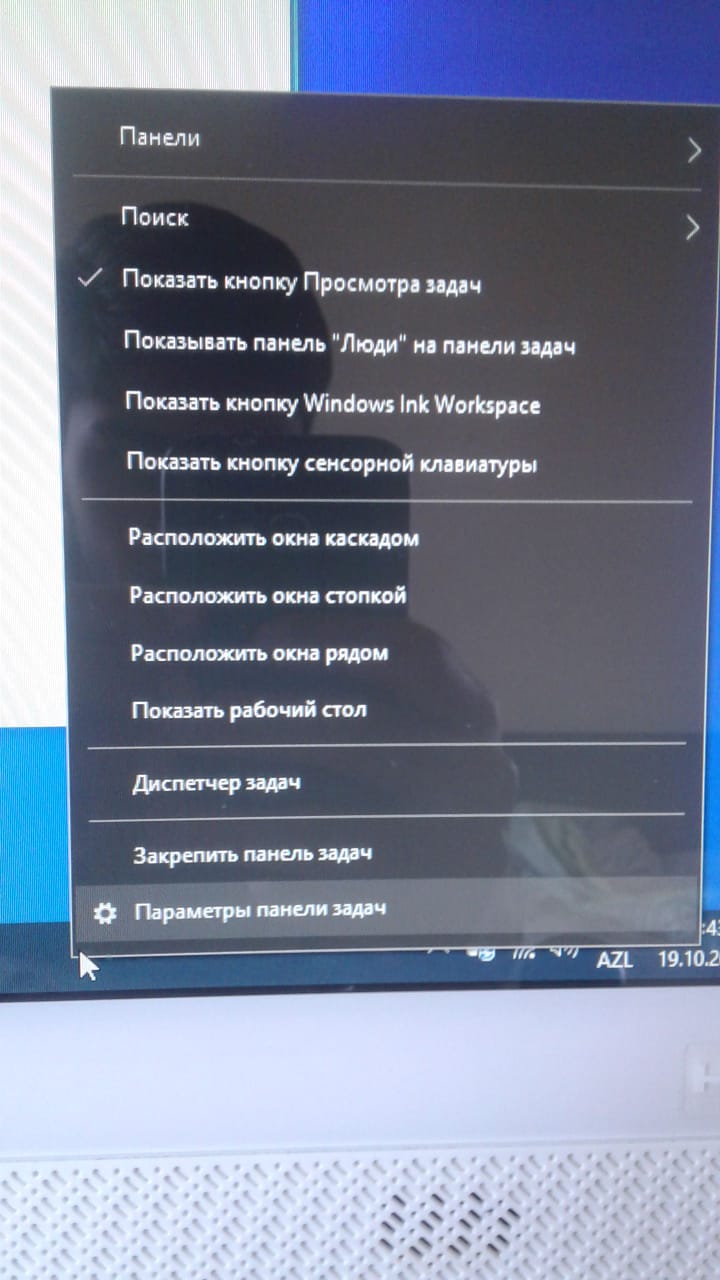 Панели
Поиск
Показать кнопку Просмотра задач
Показывать панель "Люди" на панели задач
Показать кнопку Windows Ink Workspace
Показать кнопку сенсорной клавиатуры
Расположить окна каскадом
Расположить окна стопкой
Расположить окна рядом
Показать рабочий стол
Диспетчер задач
Закрепить панель задач
Параметры панели задач
:43
AZL 19.10.2